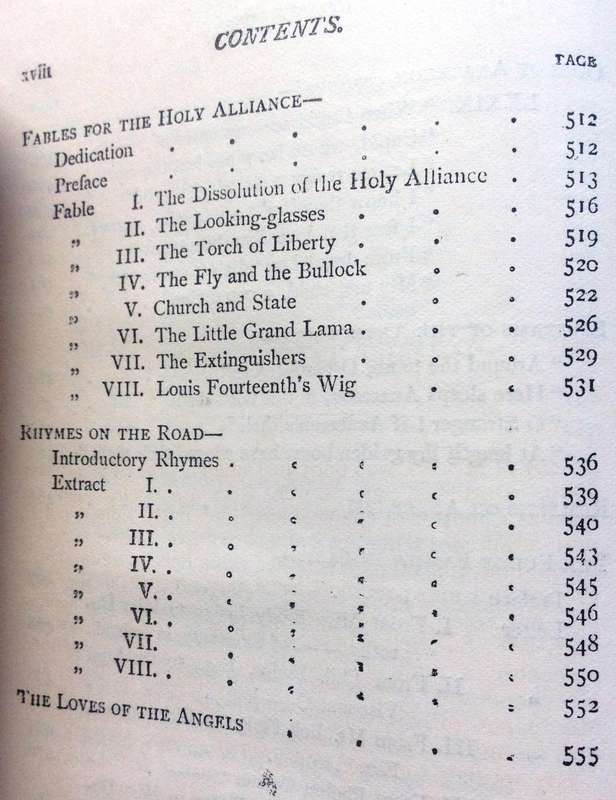 CONTENTS.
xviii
PAGE
FABLES FOR THE HOLY ALLIANCE—
Dedication 512
Preface 512
Fable I. The Dissolution of the Holy Alliance 513
„ II. The Looking-glasses 516
„ III. The Torch of Liberty 519
„ IV. The Fly and the Bullock 520
„ V. Church and State 522
„ VI. The Little Grand Lama 526
„ VII. The Extinguishers 529
„ VIII. Louis Fourteenth's Wig 531
RHYMES ON THE ROAD—
Introductory Rhymes 536
Extract I. 539
„ II. 540
„ III. 543
„ IV. 545
„ V. 546
„ VI. 548
„ VII. 550
„ VIII. 552
THE LOVES OF THE ANGELS 555